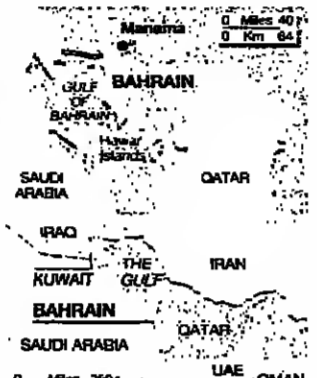 Manama
0 Miles 40
0 Km 64
BAHRAIN
GULF
OF
BAHRAIN
Hawar
Islands
SAUDI
ARABIA
QATAR
IRAQ
THE
GULF
IRAN
KUWAIT
BAHRAIN
QATAR
SAUDI ARABIA
UAE
OMAN